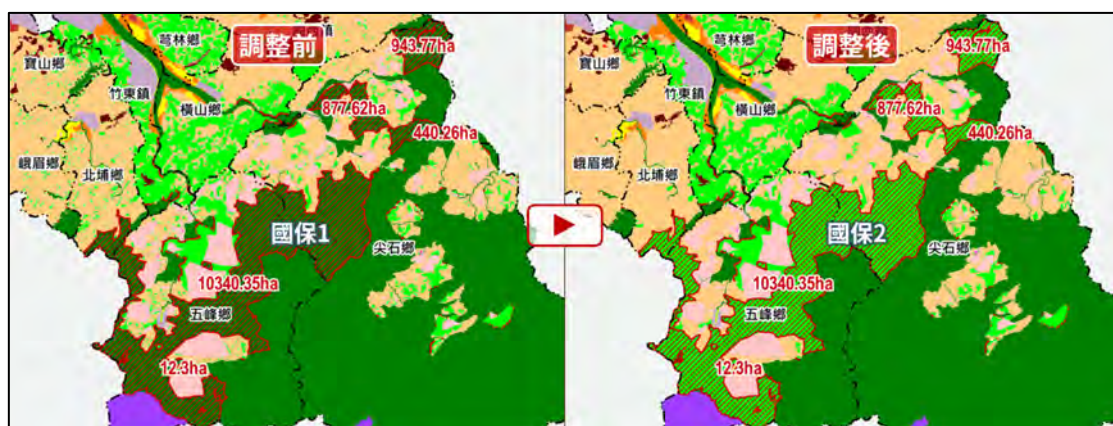 調整前
芎林鄉
寶山鄉
竹東鎮
橫山鄉
峨眉鄉
北埔鄉
943.77ha
877.62ha
440.26ha
國保1
尖石鄉
10340.35ha
五峰鄉
12.3ha
調整後
芎林鄉
寶山鄉
竹東鎮
橫山鄉
峨眉鄉
北埔鄉
943.77ha
877.62ha
440.26ha
國保2
尖石鄉
10340.35ha
五峰鄉
12.3ha